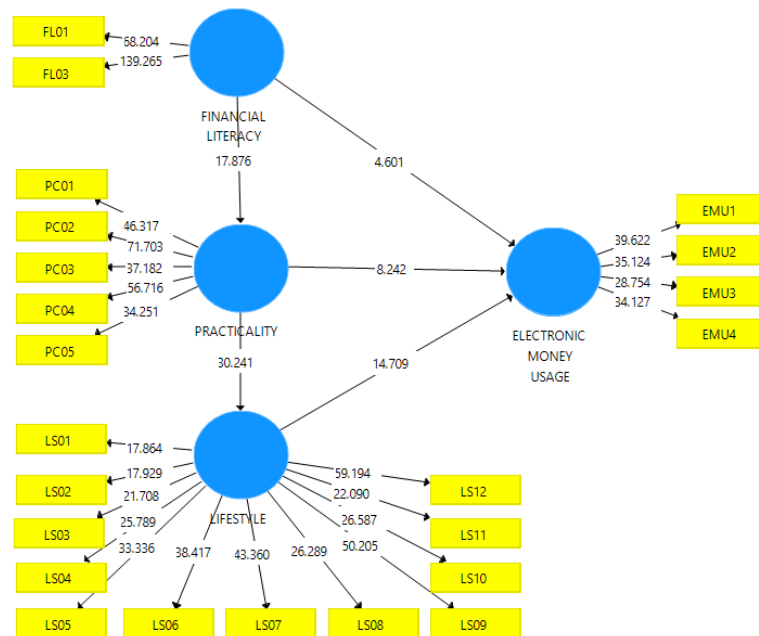 FL01
68.204
139.265
FL03
FINANCIAL
LITERACY
17.876
4.601
PC01
46.317
PC02
71.703
PC03
37.182
56.716
PC04
34.251
PC05
PRACTICALITY
8.242
EMU1
39.622
EMU2
35.124
EMU3
28.754
34.127
EMU4
ELECTRONIC
MONEY
USAGE
30.241
14.709
LS01
17.864
17.929
LS02
21.708
LS03
25.789
LS04
33.336
LS05
LIFESTYLE
38.417
LS06
43.360
LS07
26.289
LS08
59.194
LS12
22.090
LS11
26.587
LS10
50.205
LS09